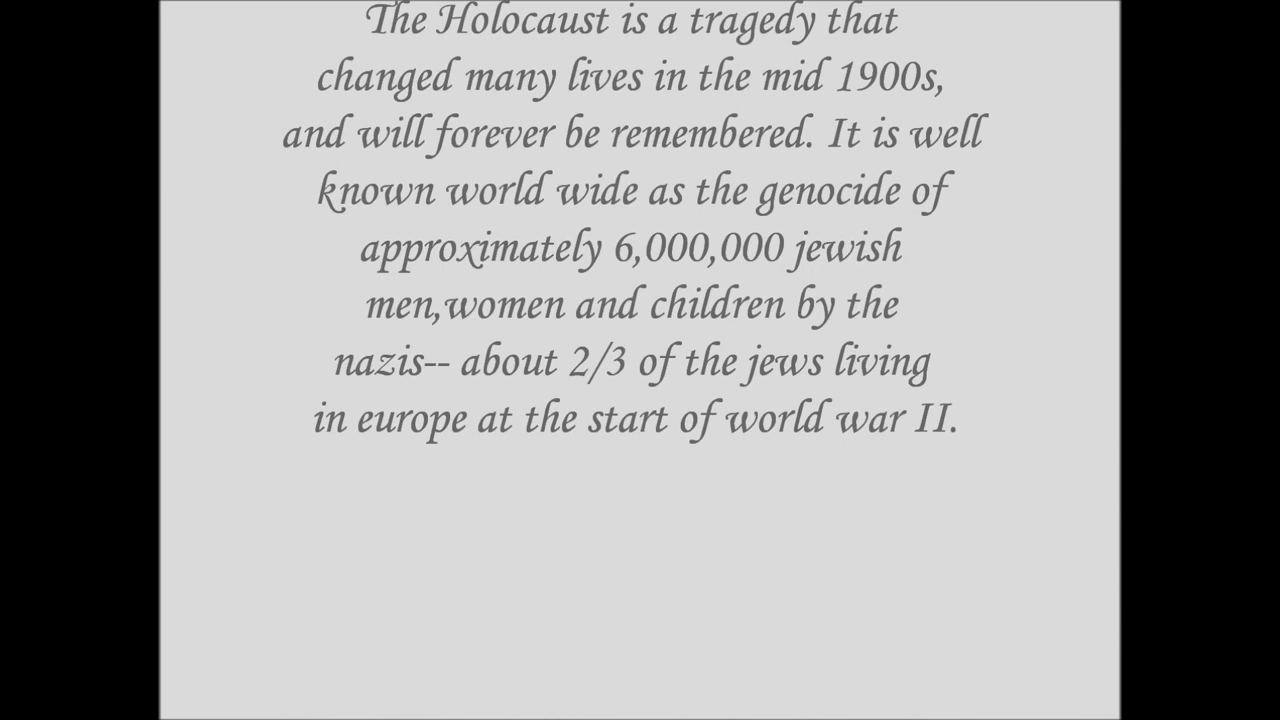 The Holocaust is a tragedy that
changed many lives in the mid 1900s,
and will forever be remembered. It is well
known world wide as the genocide of
approximately 6,000,000 jewish
men,women and children by the
nazis-- about 2/3 of the jews living
in europe at the start of world war II.